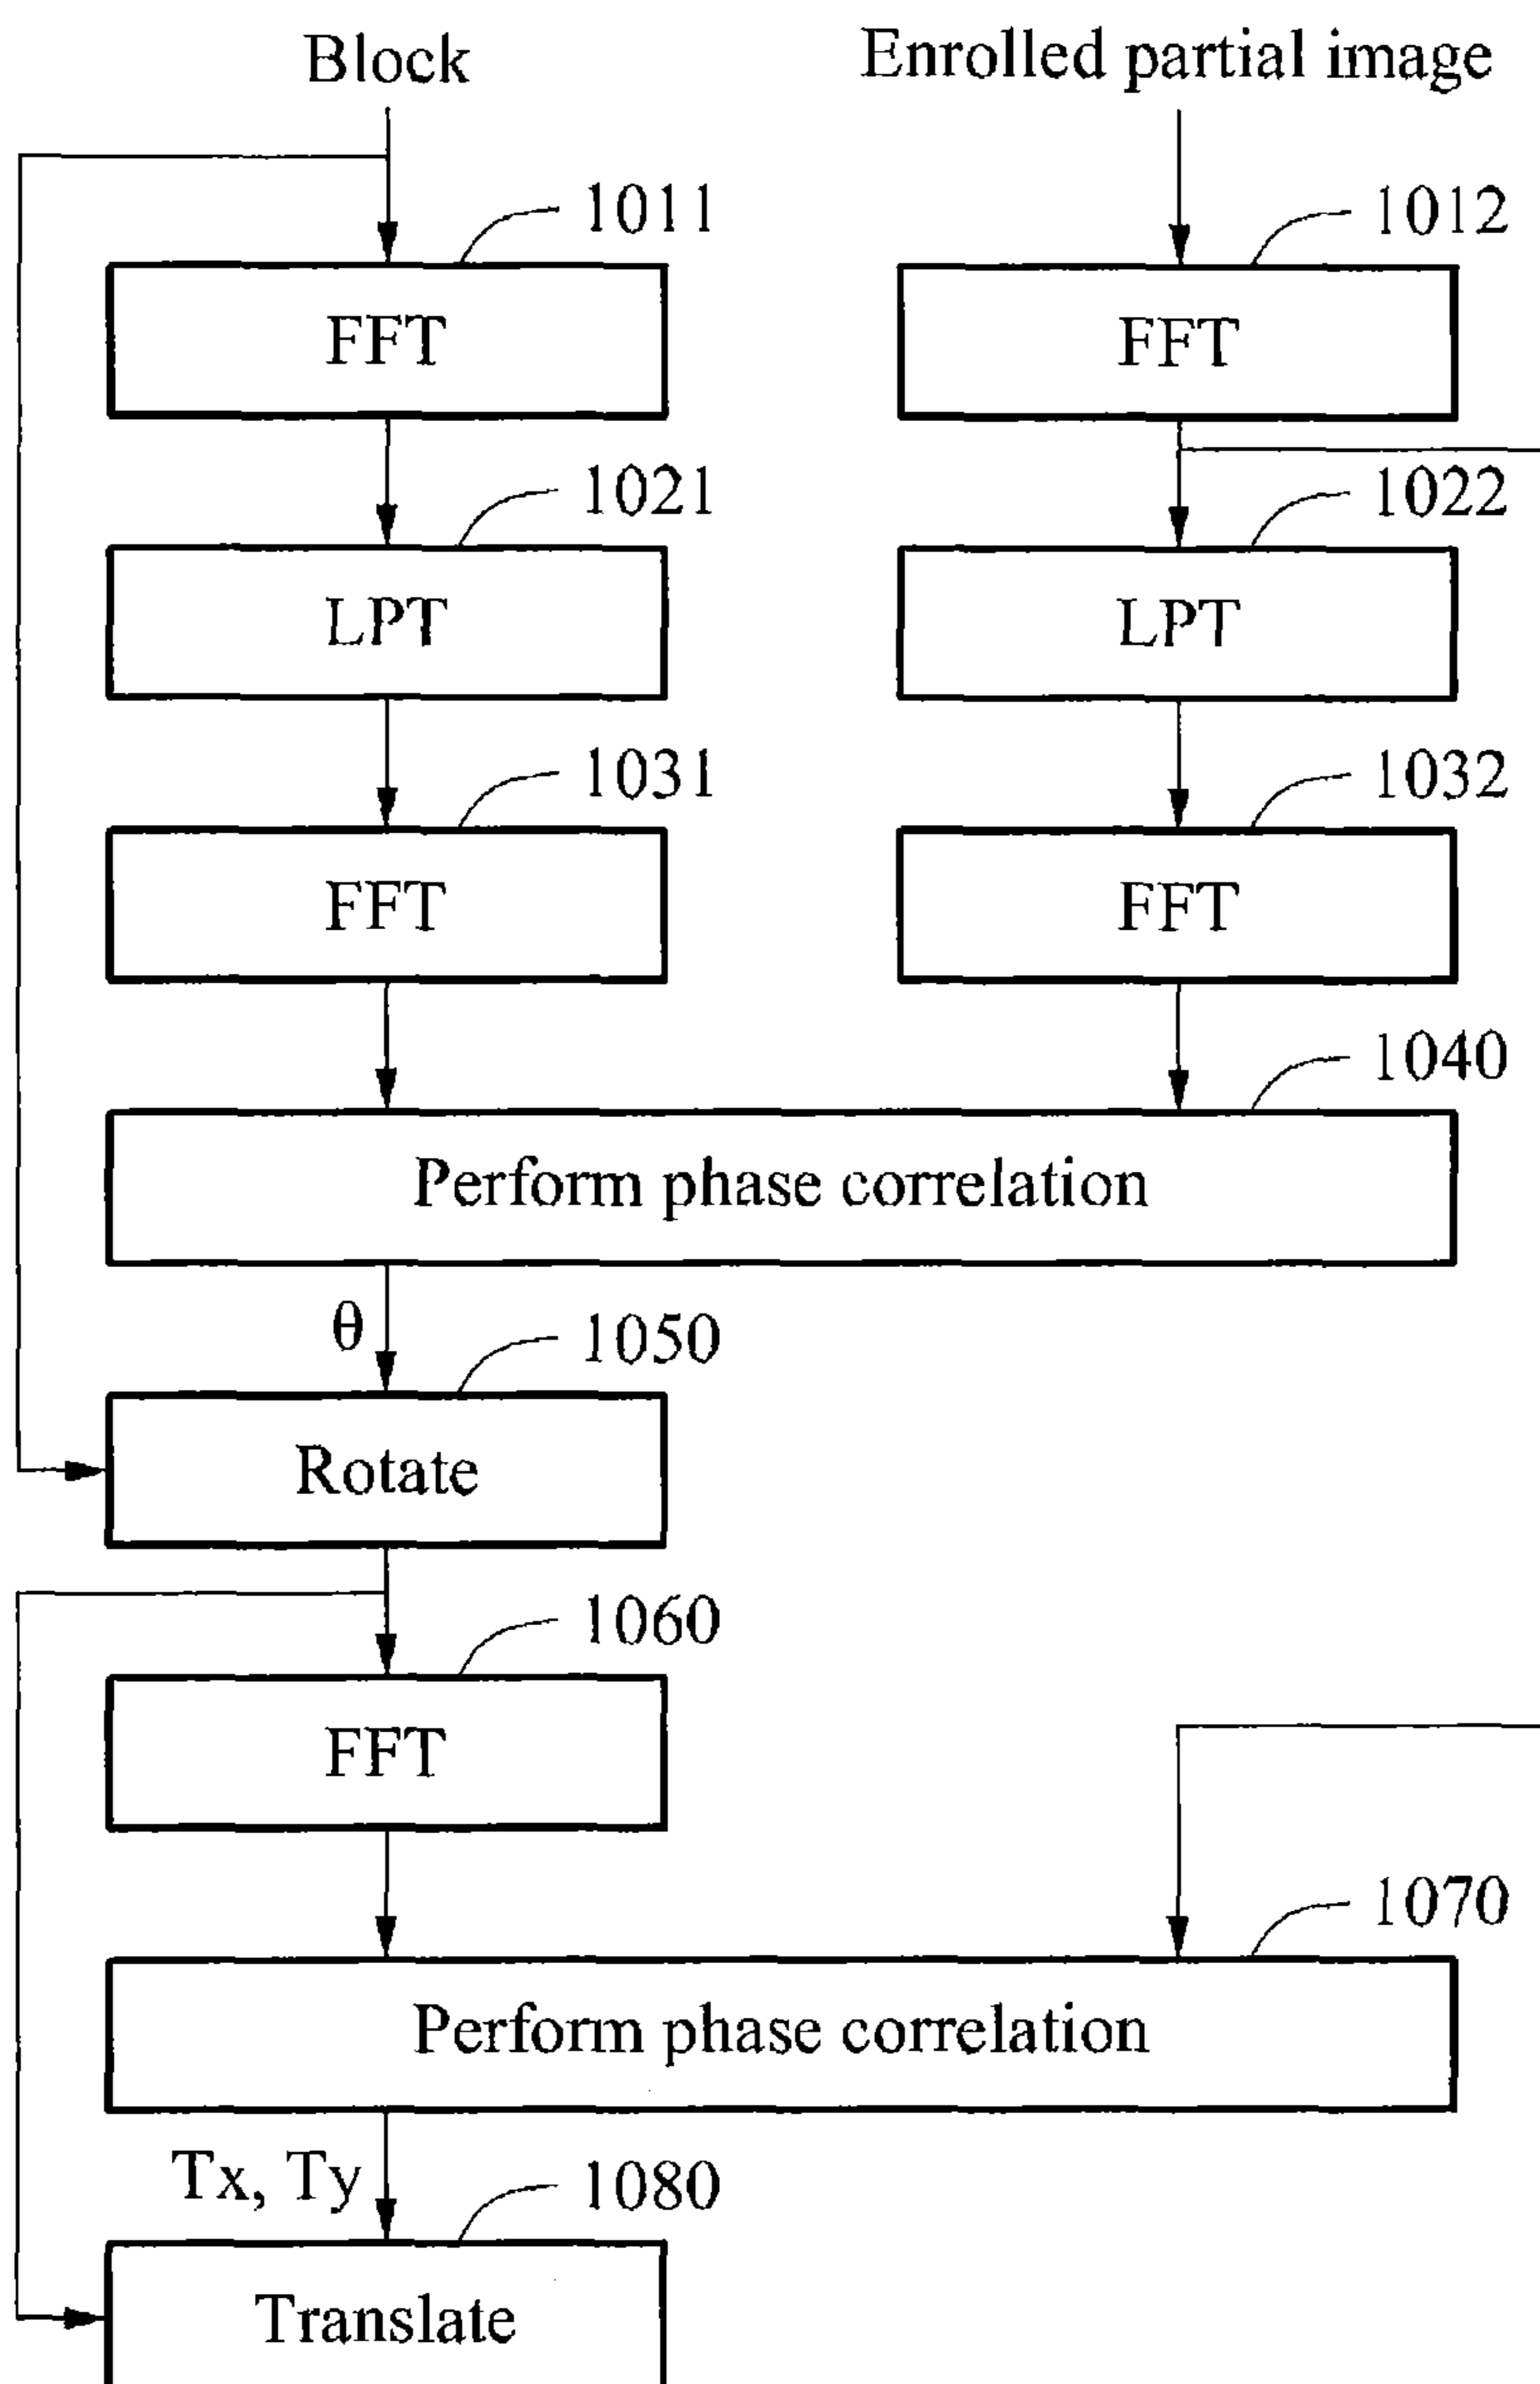 Block
Enrolled partial image
1011
1012
FFT
FFT
1021
1022
LPT
LPT
1031
1032
FFT
FFT
1040
Perform phase correlation
θ
1050
Rotate
1060
FFT
1070
Perform phase correlation
Tx, Ty
1080
Translate